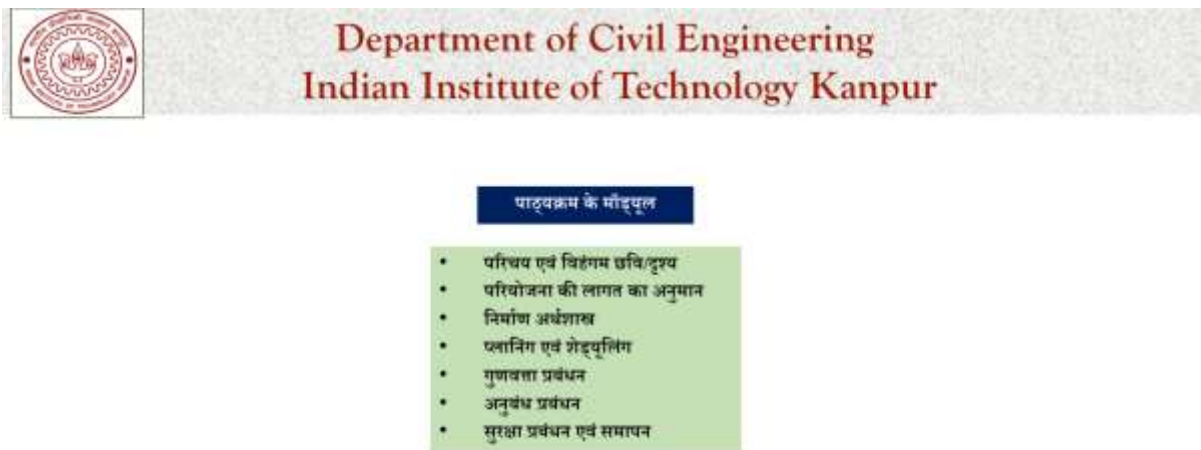 Department of Civil Engineering
Indian Institute of Technology Kanpur
पाठ्यक्रम के मॉड्यूल
• परिचय एवं विहंगम छवि/दृश्य
• परियोजना की लागत का अनुमान
• निर्माण अर्थशास्त्र
• प्लानिंग एवं शेड्यूलिंग
• गुणवत्ता प्रबंधन
• अनुबंध प्रबंधन
• सुरक्षा प्रबंधन एवं समापन